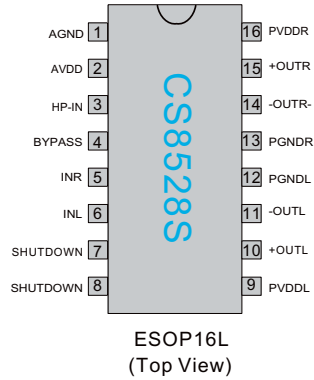 AGND 1 16 PVDDR
AVDD 2 15 +OUTR
HP-IN 3 14 -OUTR-
BYPASS 4 13 PGNDR
INR 5 12 PGNDL
INL 6 11 -OUTL
SHUTDOWN 7 10 +OUTL
SHUTDOWN 8 9 PVDDL
CS8528S
ESOP16L
(Top View)